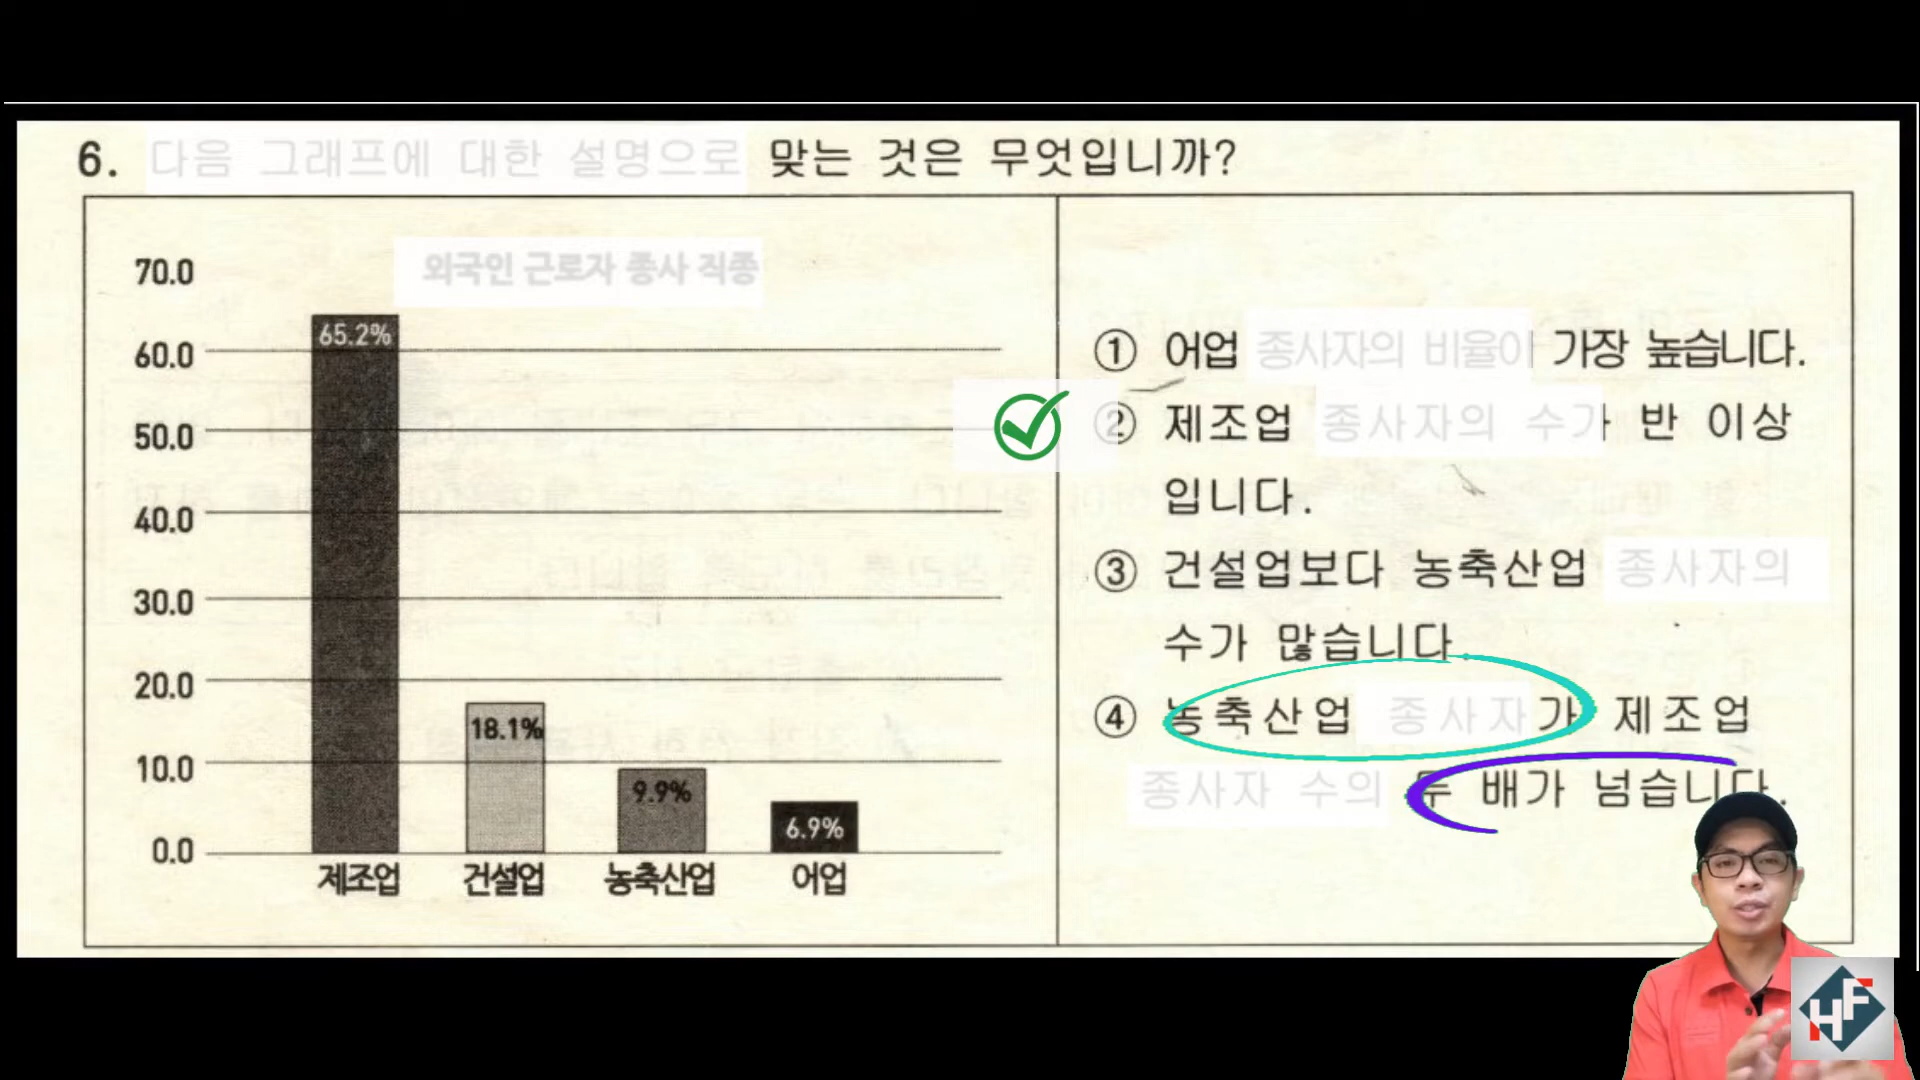 6. 다음 그래프에 대한 설명으로 맞는 것은 무엇입니까?
외국인 근로자 종사 직종
70.0
60.0
50.0
40.0
30.0
20.0
10.0
0.0
65.2%
18.1%
9.9%
6.9%
제조업 건설업 농축산업 어업
① 어업 종사자의 비율이 가장 높습니다.
② 제조업 종사자의 수가 반 이상
입니다.
③ 건설업보다 농축산업 종사자의
수가 많습니다.
④ 농축산업 종사자가 제조업
종사자 수의 두 배가 넘습니다.
HF